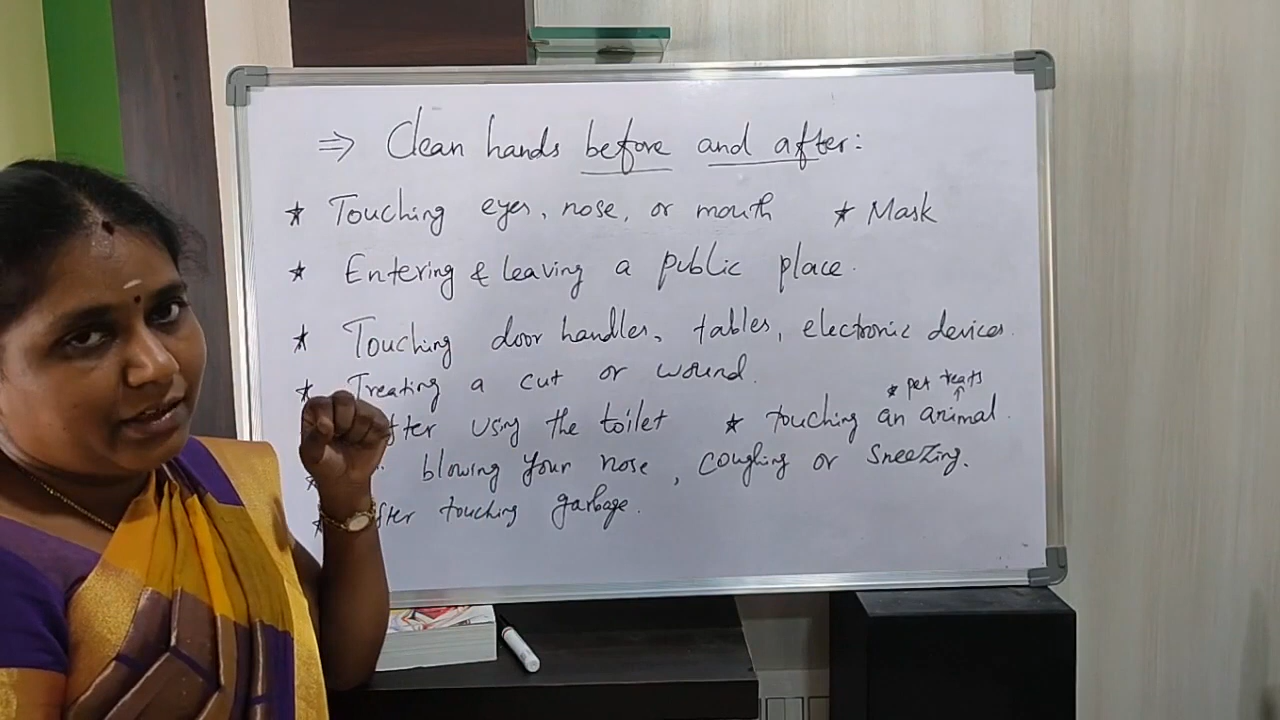 ⇒ Clean hands before and after:
★ Touching eyes, nose, or mouth ★ Mask
★ Entering & leaving a public place.
★ Touching door handles, tables, electronic devices.
★ Treating a cut or wound.
★ pet treats
↑
fter using the toilet ★ touching an animal.
blowing your nose, coughing or sneezing.
★ fter touching garbage.